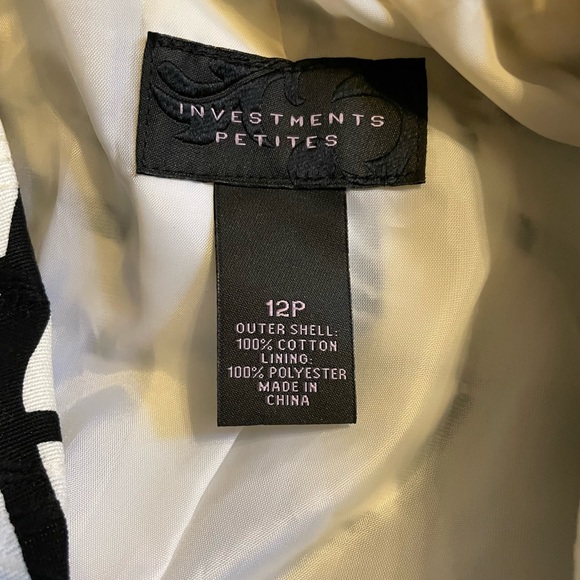 INVESTMENTS
PETITES
12P
OUTER SHELL:
100% COTTON
LINING:
100% POLYESTER
MADE IN
CHINA